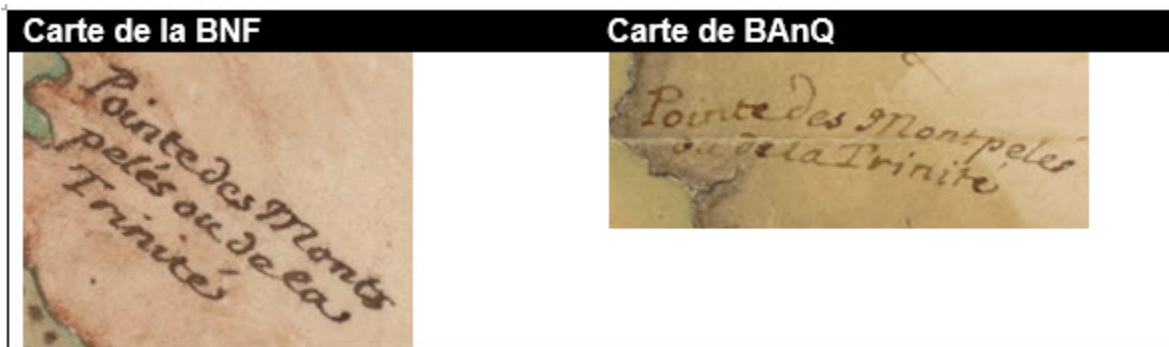 Carte de la BNF
Carte de BAnQ
Pointe des Monts
pelés ou de la
Trinité
Pointe des Montpelés
ou de la Trinité